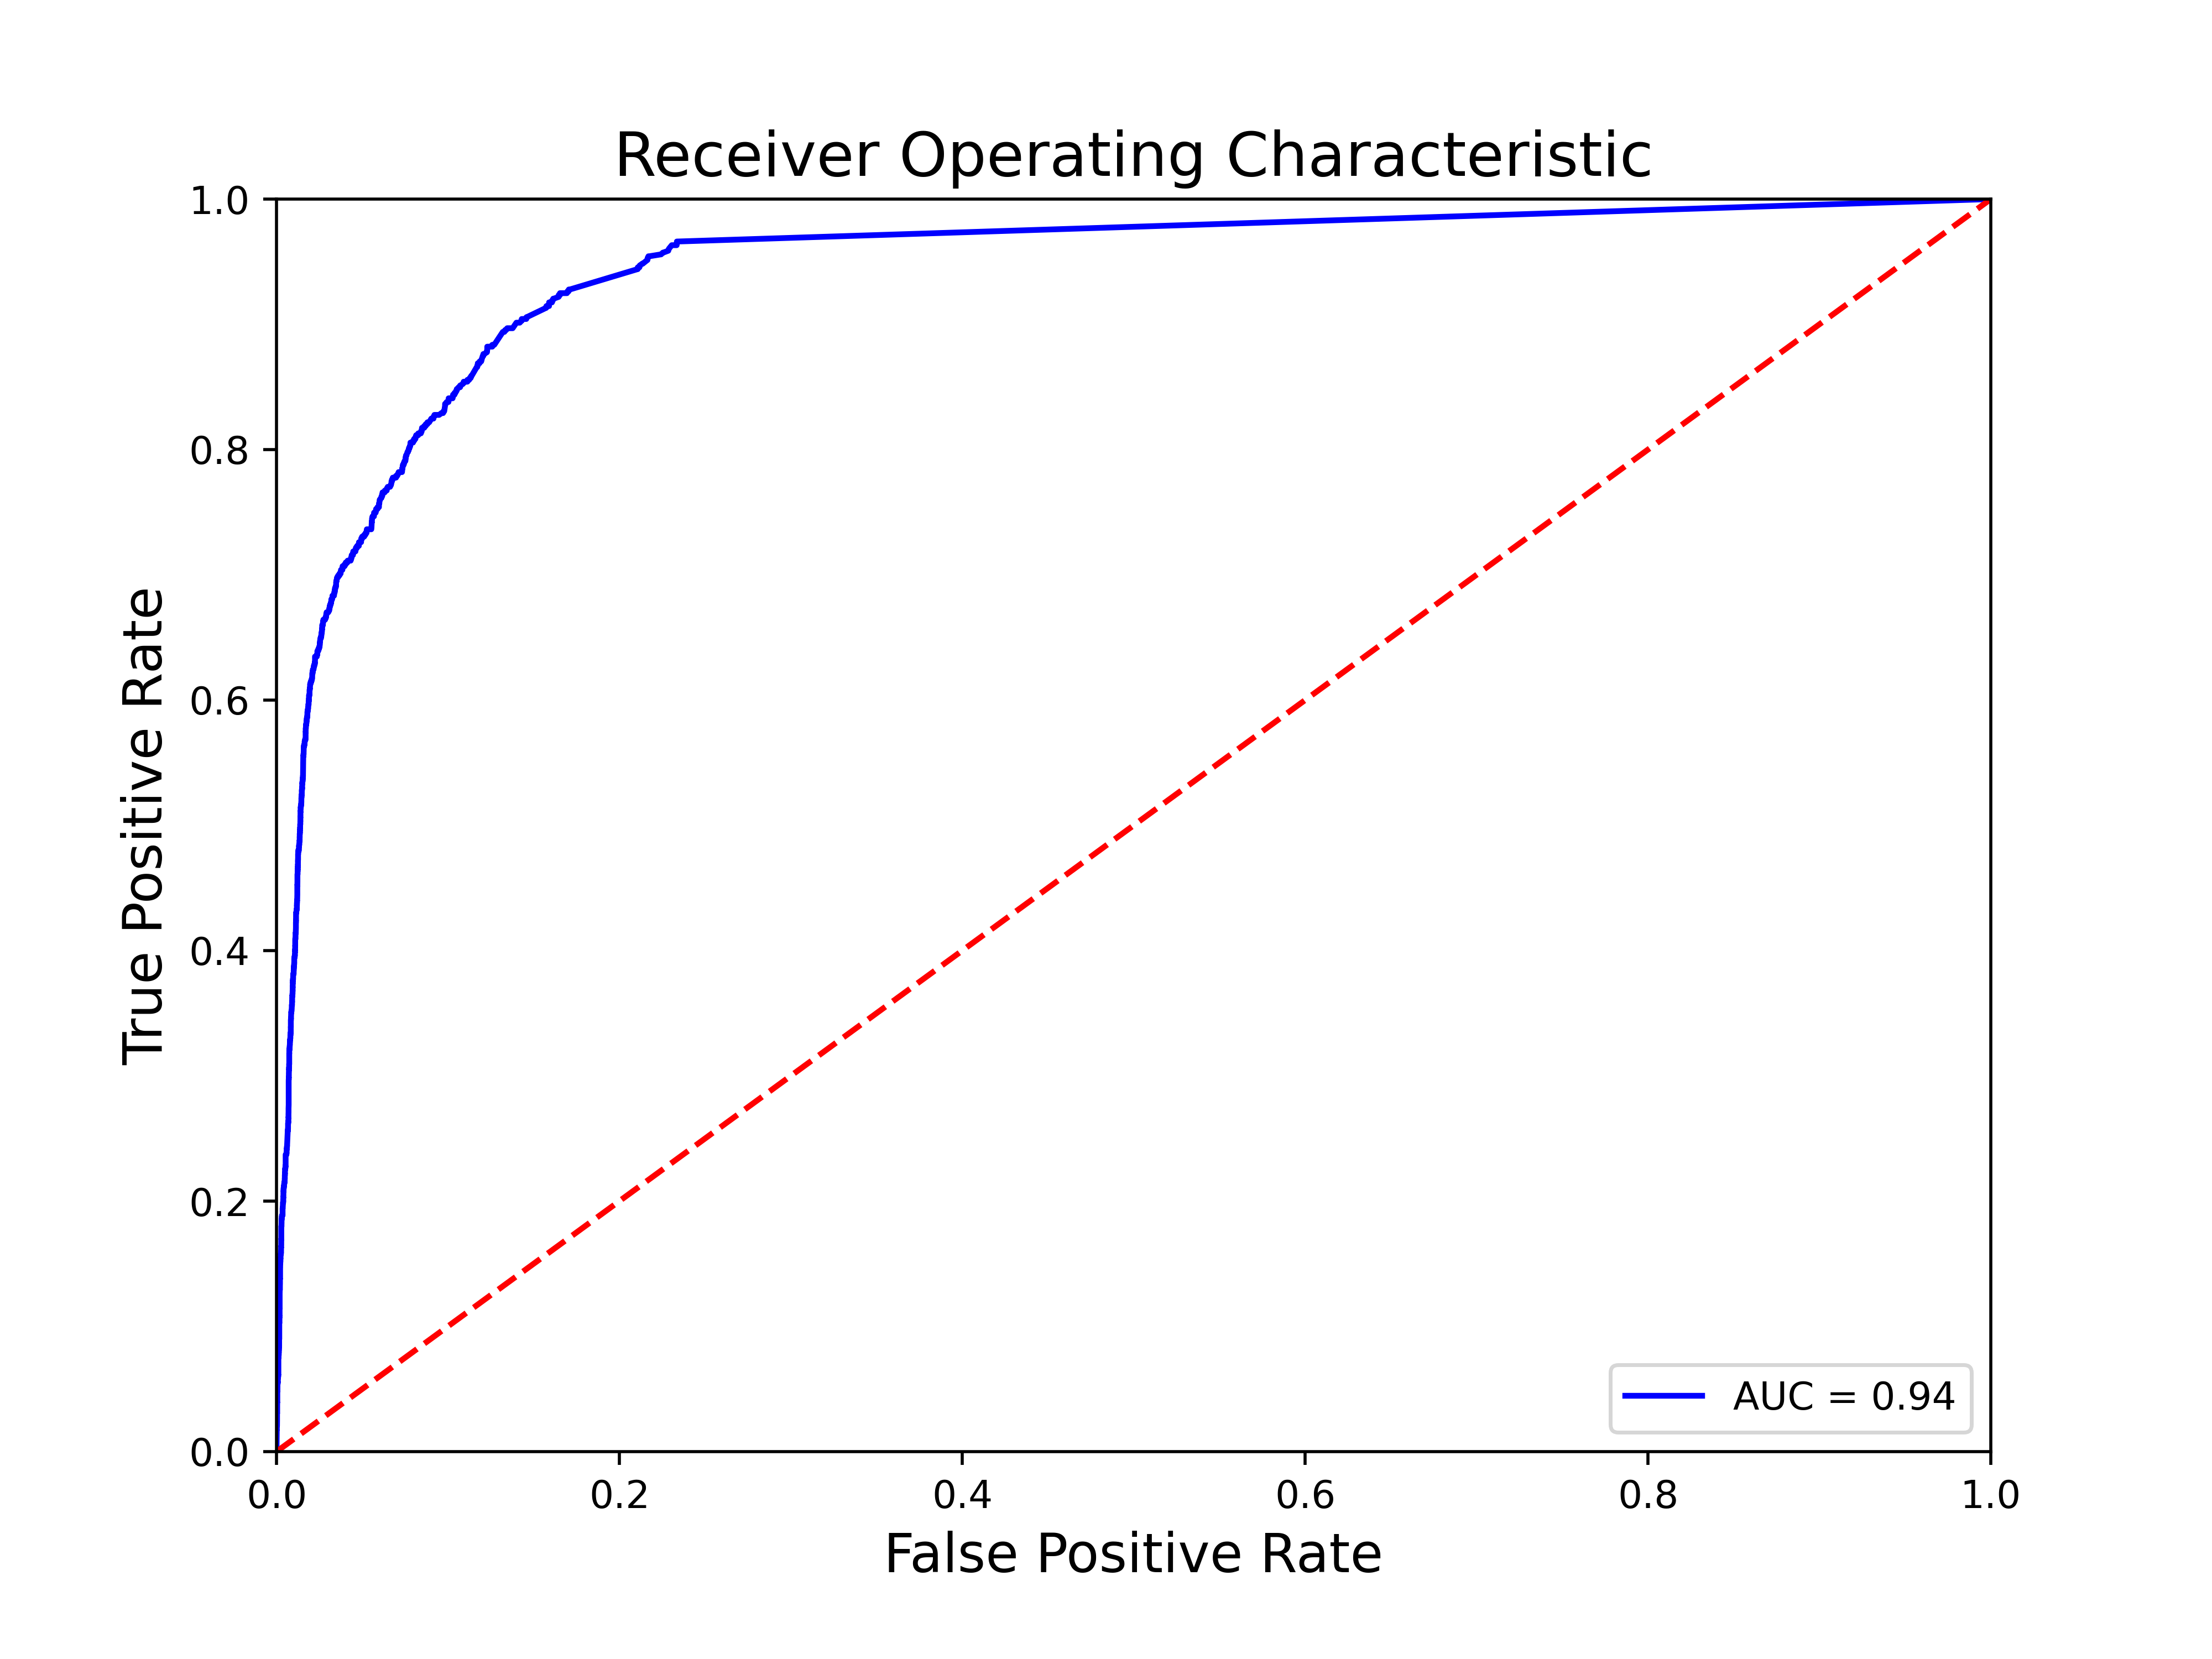 Receiver Operating Characteristic
1.0
0.8
0.6
0.4
0.2
0.0
True Positive Rate
AUC = 0.94
0.0 0.2 0.4 0.6 0.8 1.0
False Positive Rate